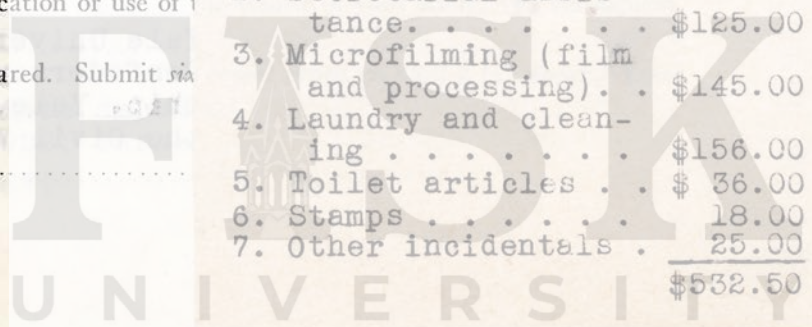 cation or use of
tance. . . . . . . $125.00
ared. Submit six
3. Microfilming (film
and processing). . $145.00
4. Laundry and clean-
ing . . . . . . . $156.00
5. Toilet articles . . $ 36.00
6. Stamps . . . . . . 18.00
7. Other incidentals . 25.00
$532.50
FISK
UNIVERSITY